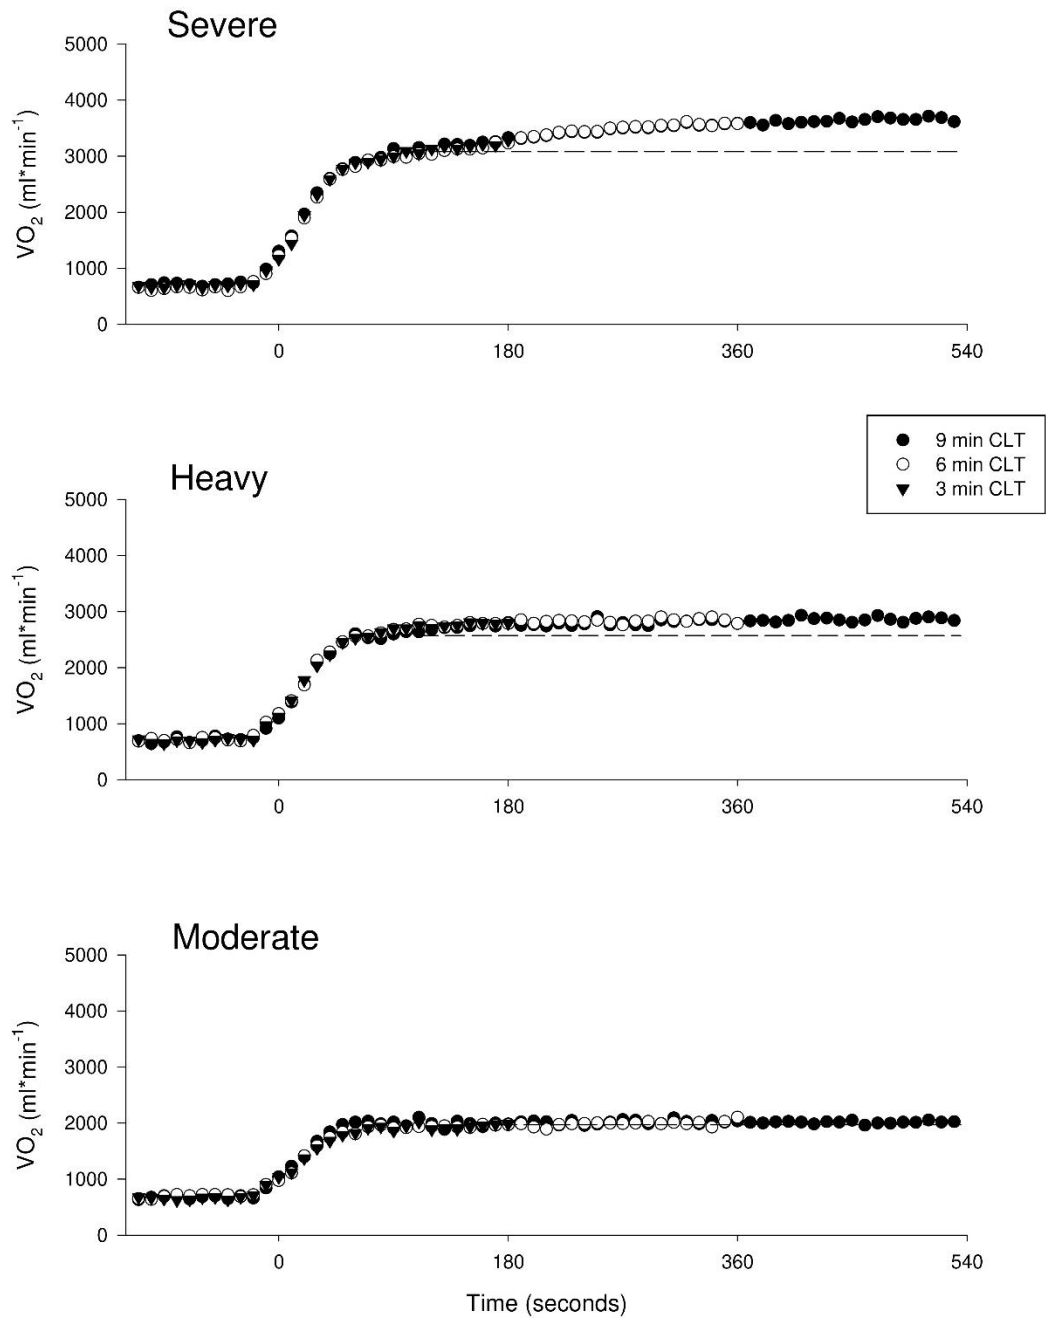 Severe
5000
4000
3000
2000
1000
0
VO2 (ml*min-1)
0 180 360 540
Heavy
5000
4000
3000
2000
1000
0
VO2 (ml*min-1)
0 180 360 540
9 min CLT
6 min CLT
3 min CLT
Moderate
5000
4000
3000
2000
1000
0
VO2 (ml*min-1)
0 180 360 540
Time (seconds)